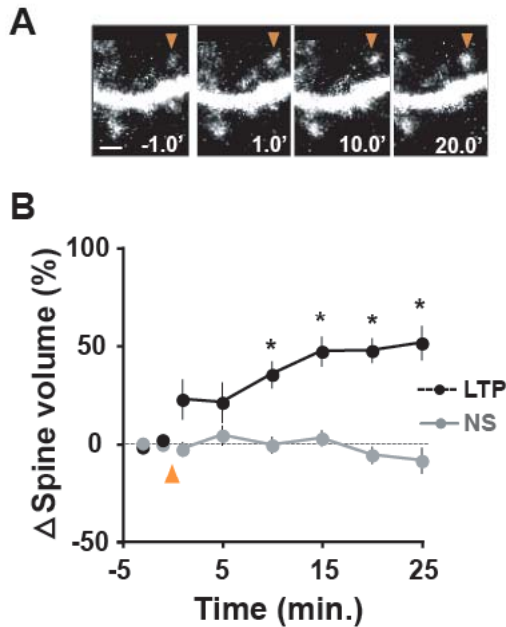 A
-1.0’ 1.0’ 10.0’ 20.0’
B
100
50
0
-50
-5 5 15 25
* * * *
ΔSpine volume (%)
Time (min.)
LTP
NS